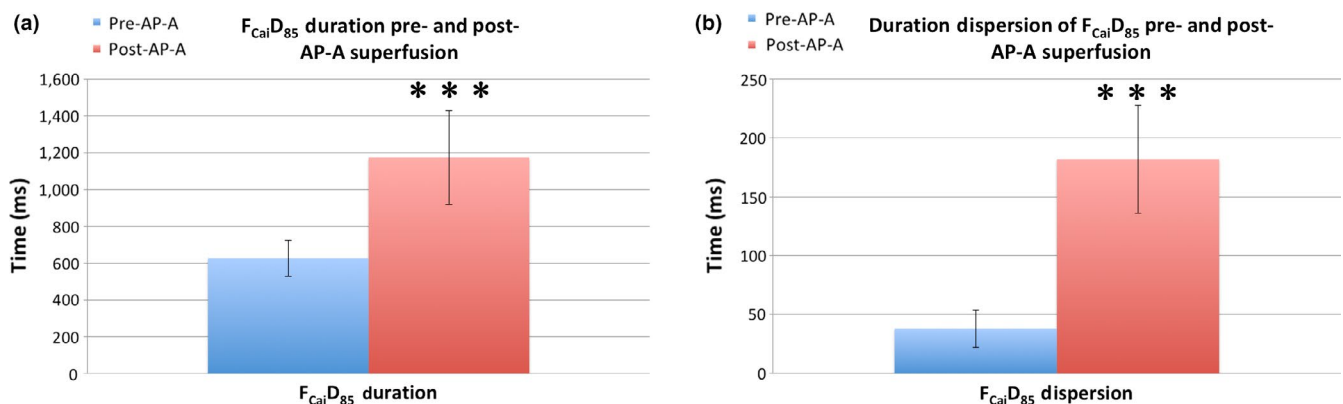 (a)
Pre-AP-A
Post-AP-A
FCaiD85 duration pre- and post-
AP-A superfusion
* * *
1,600
1,400
1,200
1,000
800
600
400
200
0
Time (ms)
FCaiD85 duration
(b)
Pre-AP-A
Post-AP-A
Duration dispersion of FCaiD85 pre- and post-
AP-A superfusion
* * *
250
200
150
100
50
0
Time (ms)
FCaiD85 dispersion